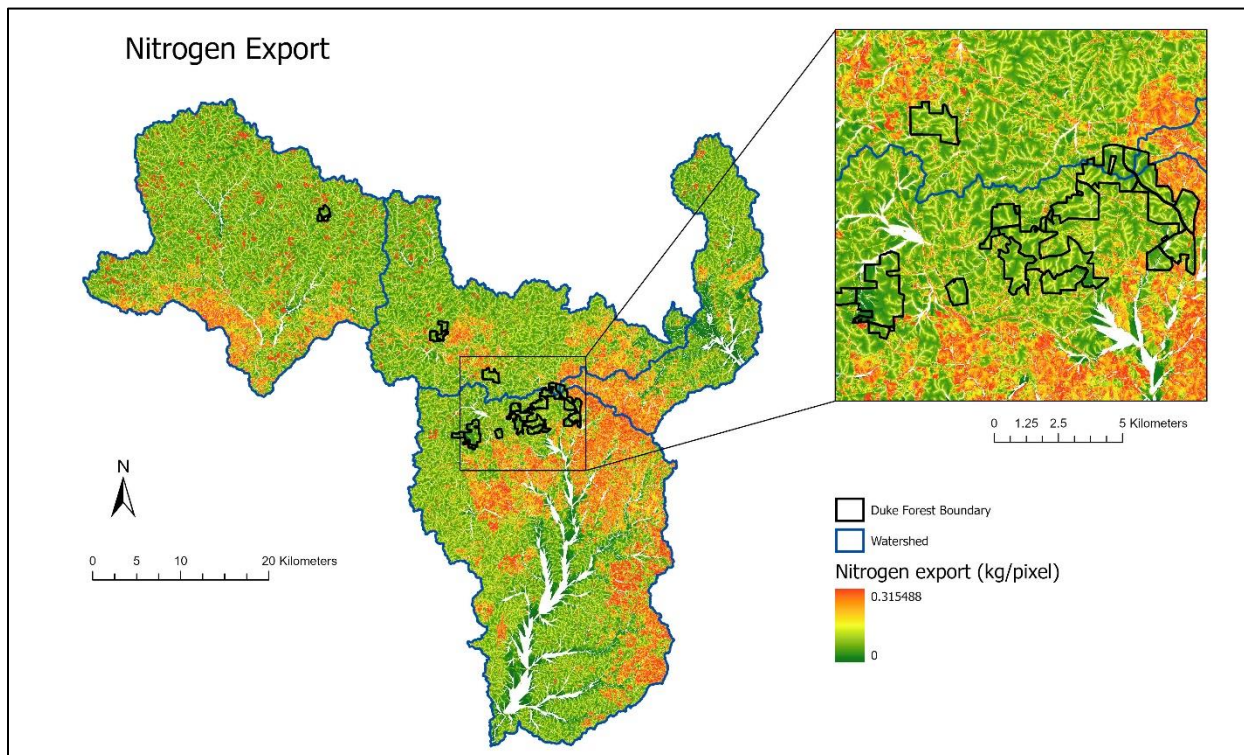 Nitrogen Export
N
0 5 10 20 Kilometers
0 1.25 2.5 5 Kilometers
Duke Forest Boundary
Watershed
Nitrogen export (kg/pixel)
0.315488
0